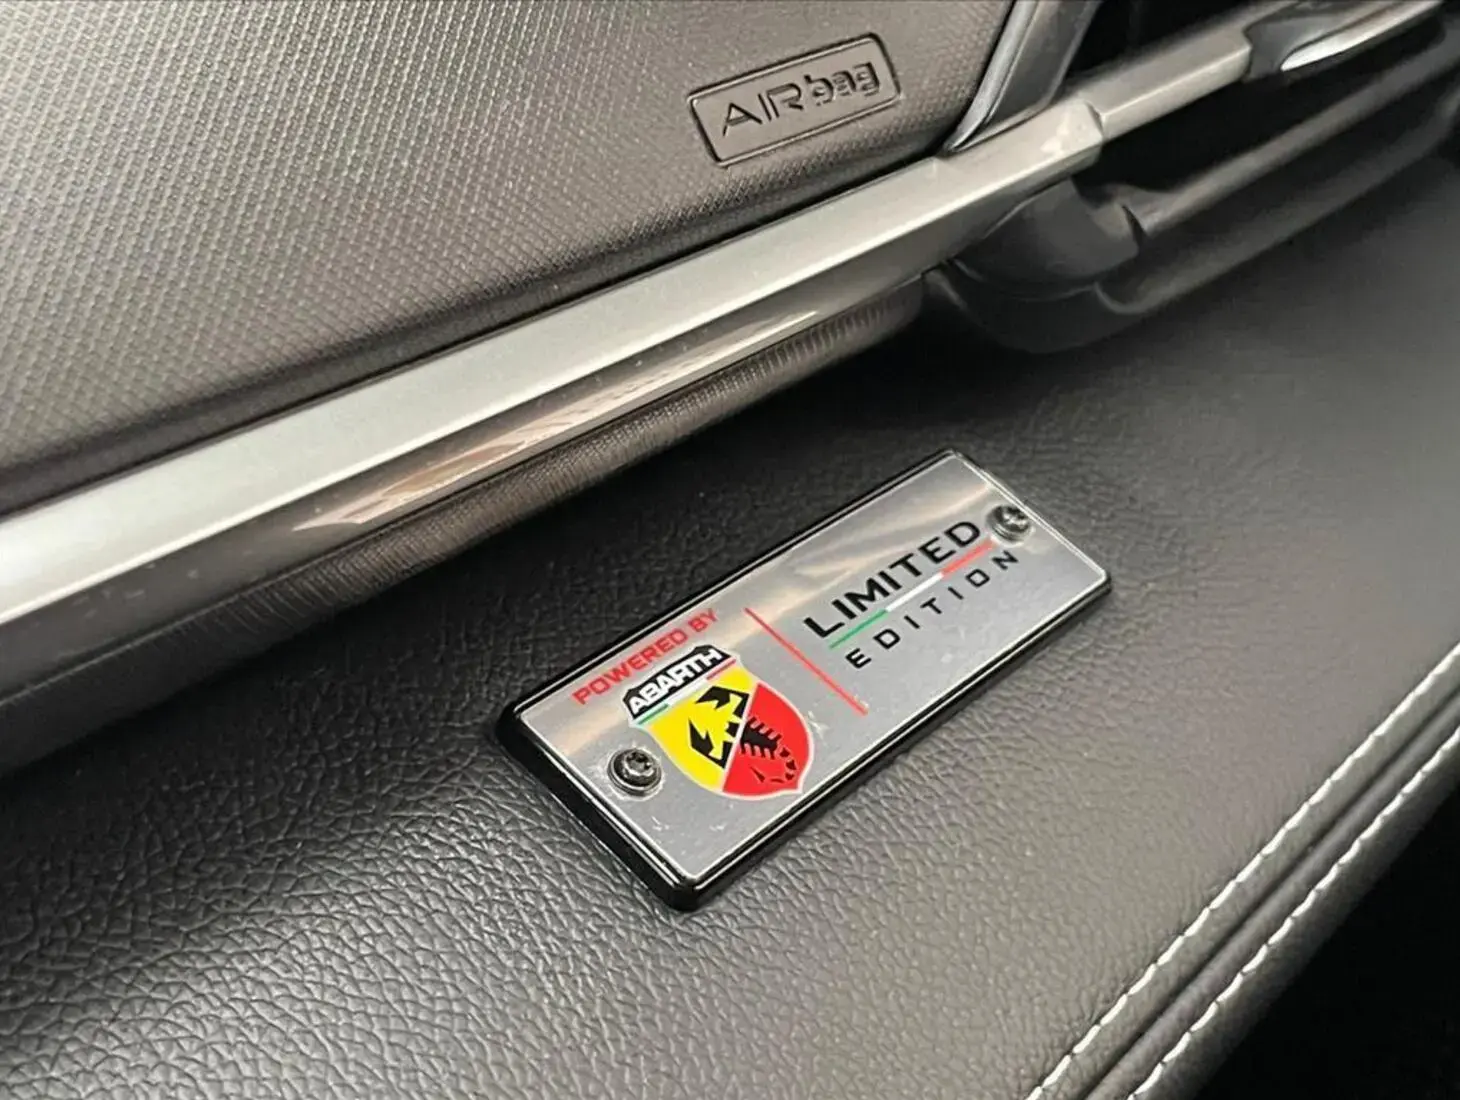 AIRbag
POWERED BY
ABARTH
LIMITED
EDITION